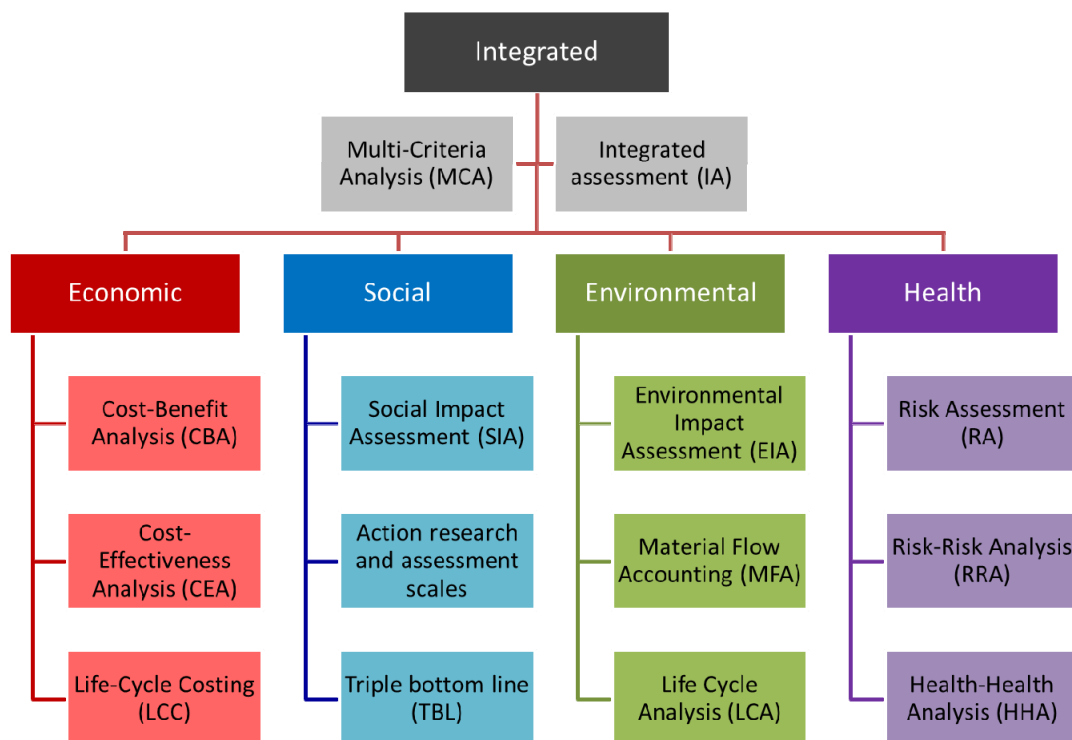 Integrated
Multi-Criteria
Analysis (MCA)
Integrated
assessment (IA)
Economic
Social
Environmental
Health
Cost-Benefit
Analysis (CBA)
Social Impact
Assessment (SIA)
Environmental
Impact
Assessment (EIA)
Risk Assessment
(RA)
Cost-
Effectiveness
Analysis (CEA)
Action research
and assessment
scales
Material Flow
Accounting (MFA)
Risk-Risk Analysis
(RRA)
Life-Cycle Costing
(LCC)
Triple bottom line
(TBL)
Life Cycle
Analysis (LCA)
Health-Health
Analysis (HHA)